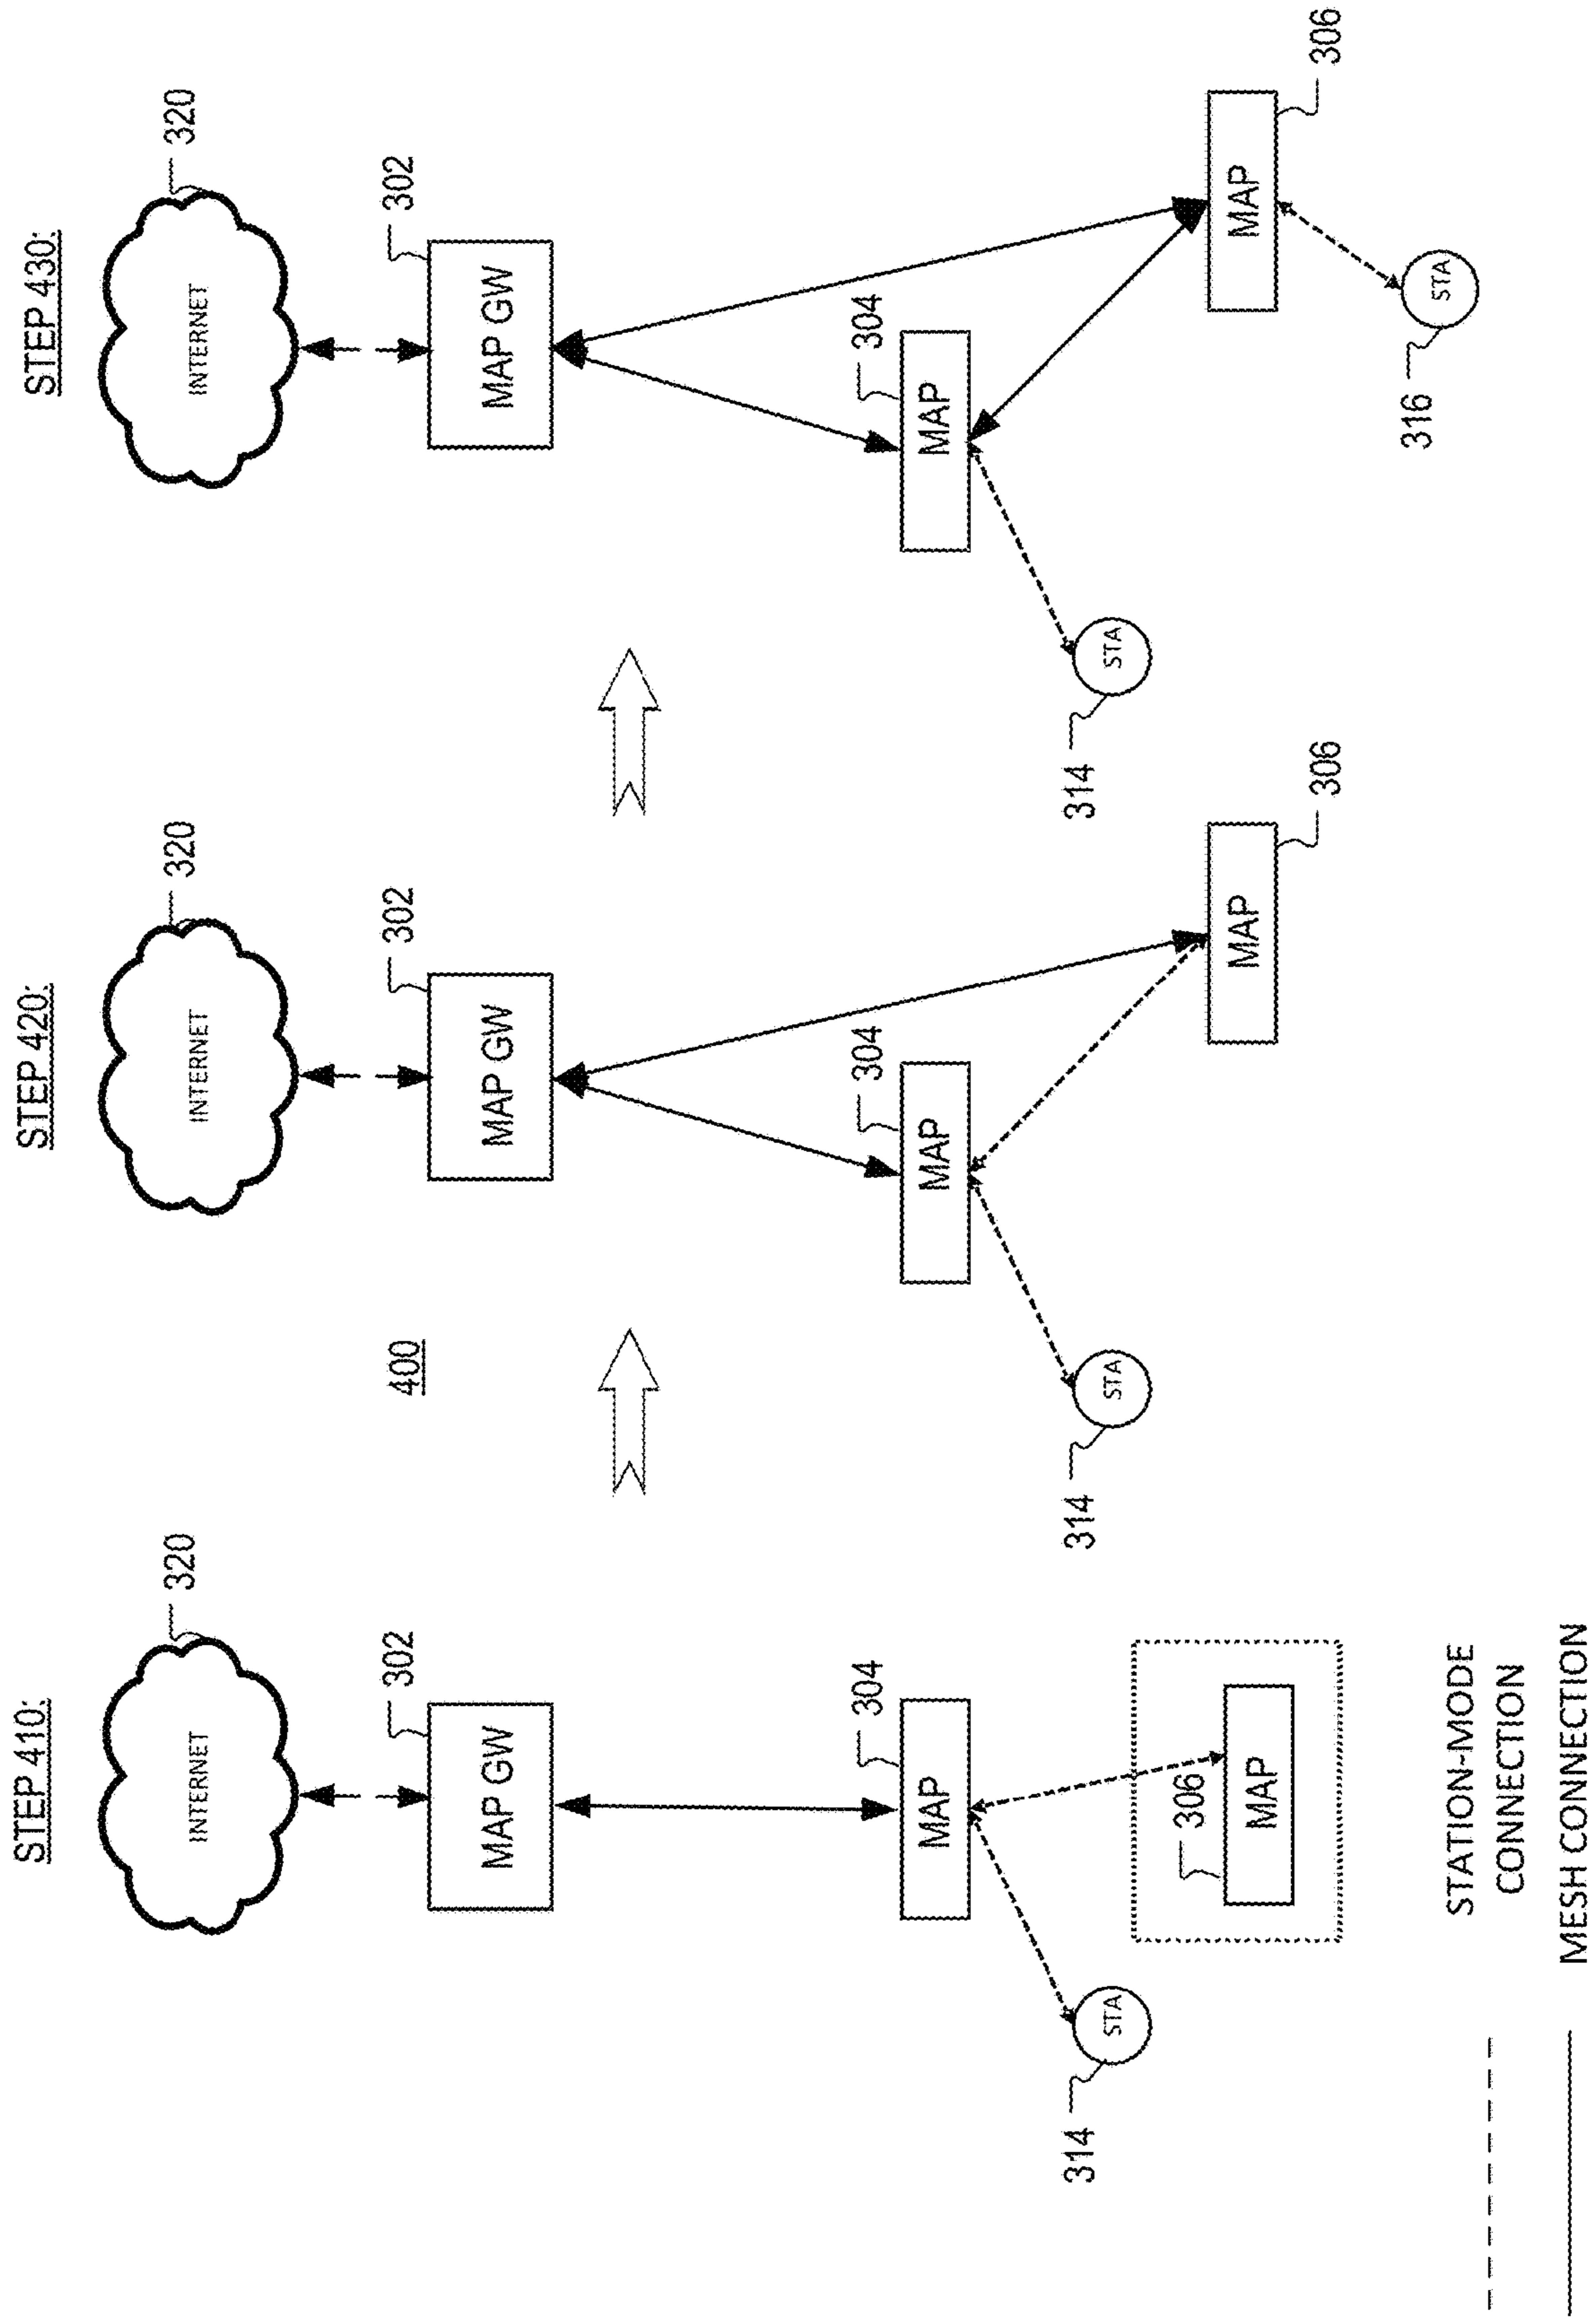 STEP 410:
INTERNET
320
MAP GW
302
MAP
304
306
MAP
STA
314
400
STEP 420:
INTERNET
320
MAP GW
302
MAP
304
MAP
306
STA
314
STEP 430:
INTERNET
320
MAP GW
302
MAP
304
MAP
306
STA
314
STA
316
STATION-MODE
CONNECTION
MESH CONNECTION